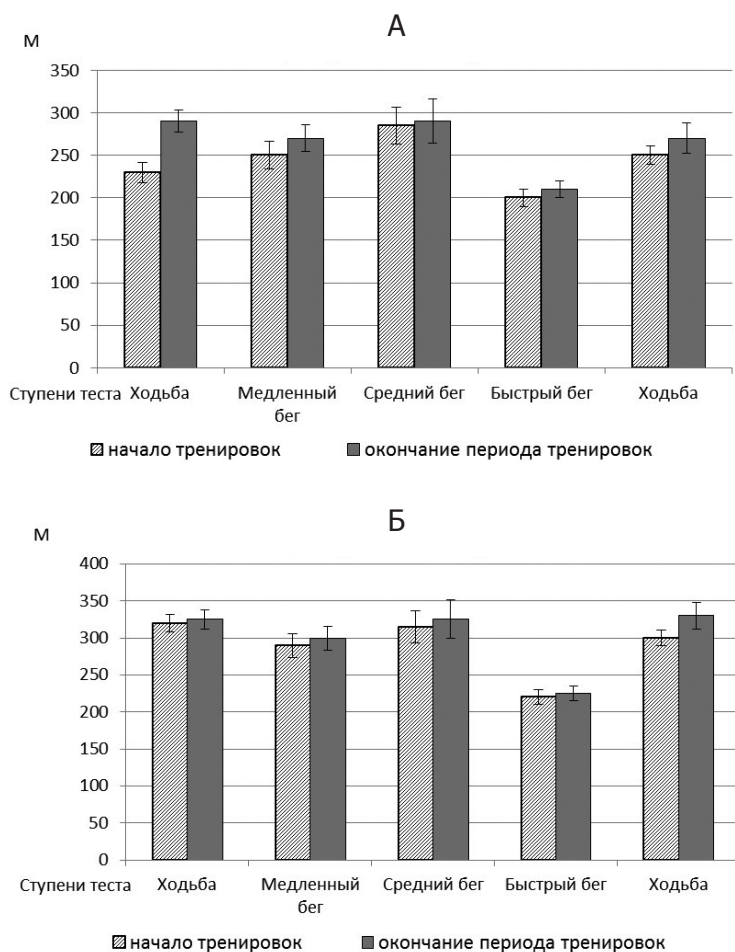 А
м
350
300
250
200
150
100
50
0
Ступени теста Ходьба Медленный бег Средний бег Быстрый бег Ходьба
начало тренировок окончание периода тренировок
Б
м
400
350
300
250
200
150
100
50
0
Ступени теста Ходьба Медленный бег Средний бег Быстрый бег Ходьба
начало тренировок окончание периода тренировок